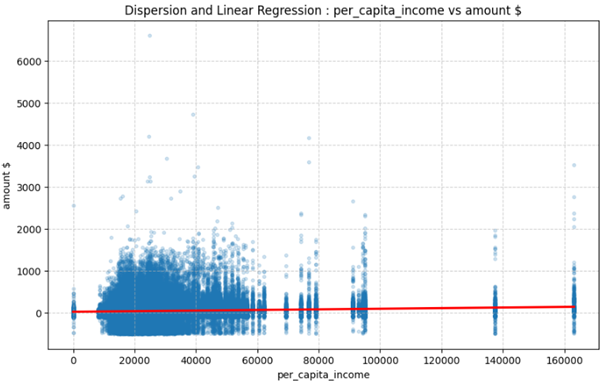 Dispersion and Linear Regression : per_capita_income vs amount $
6000
5000
4000
3000
2000
1000
0
amount $
0 20000 40000 60000 80000 100000 120000 140000 160000
per_capita_income